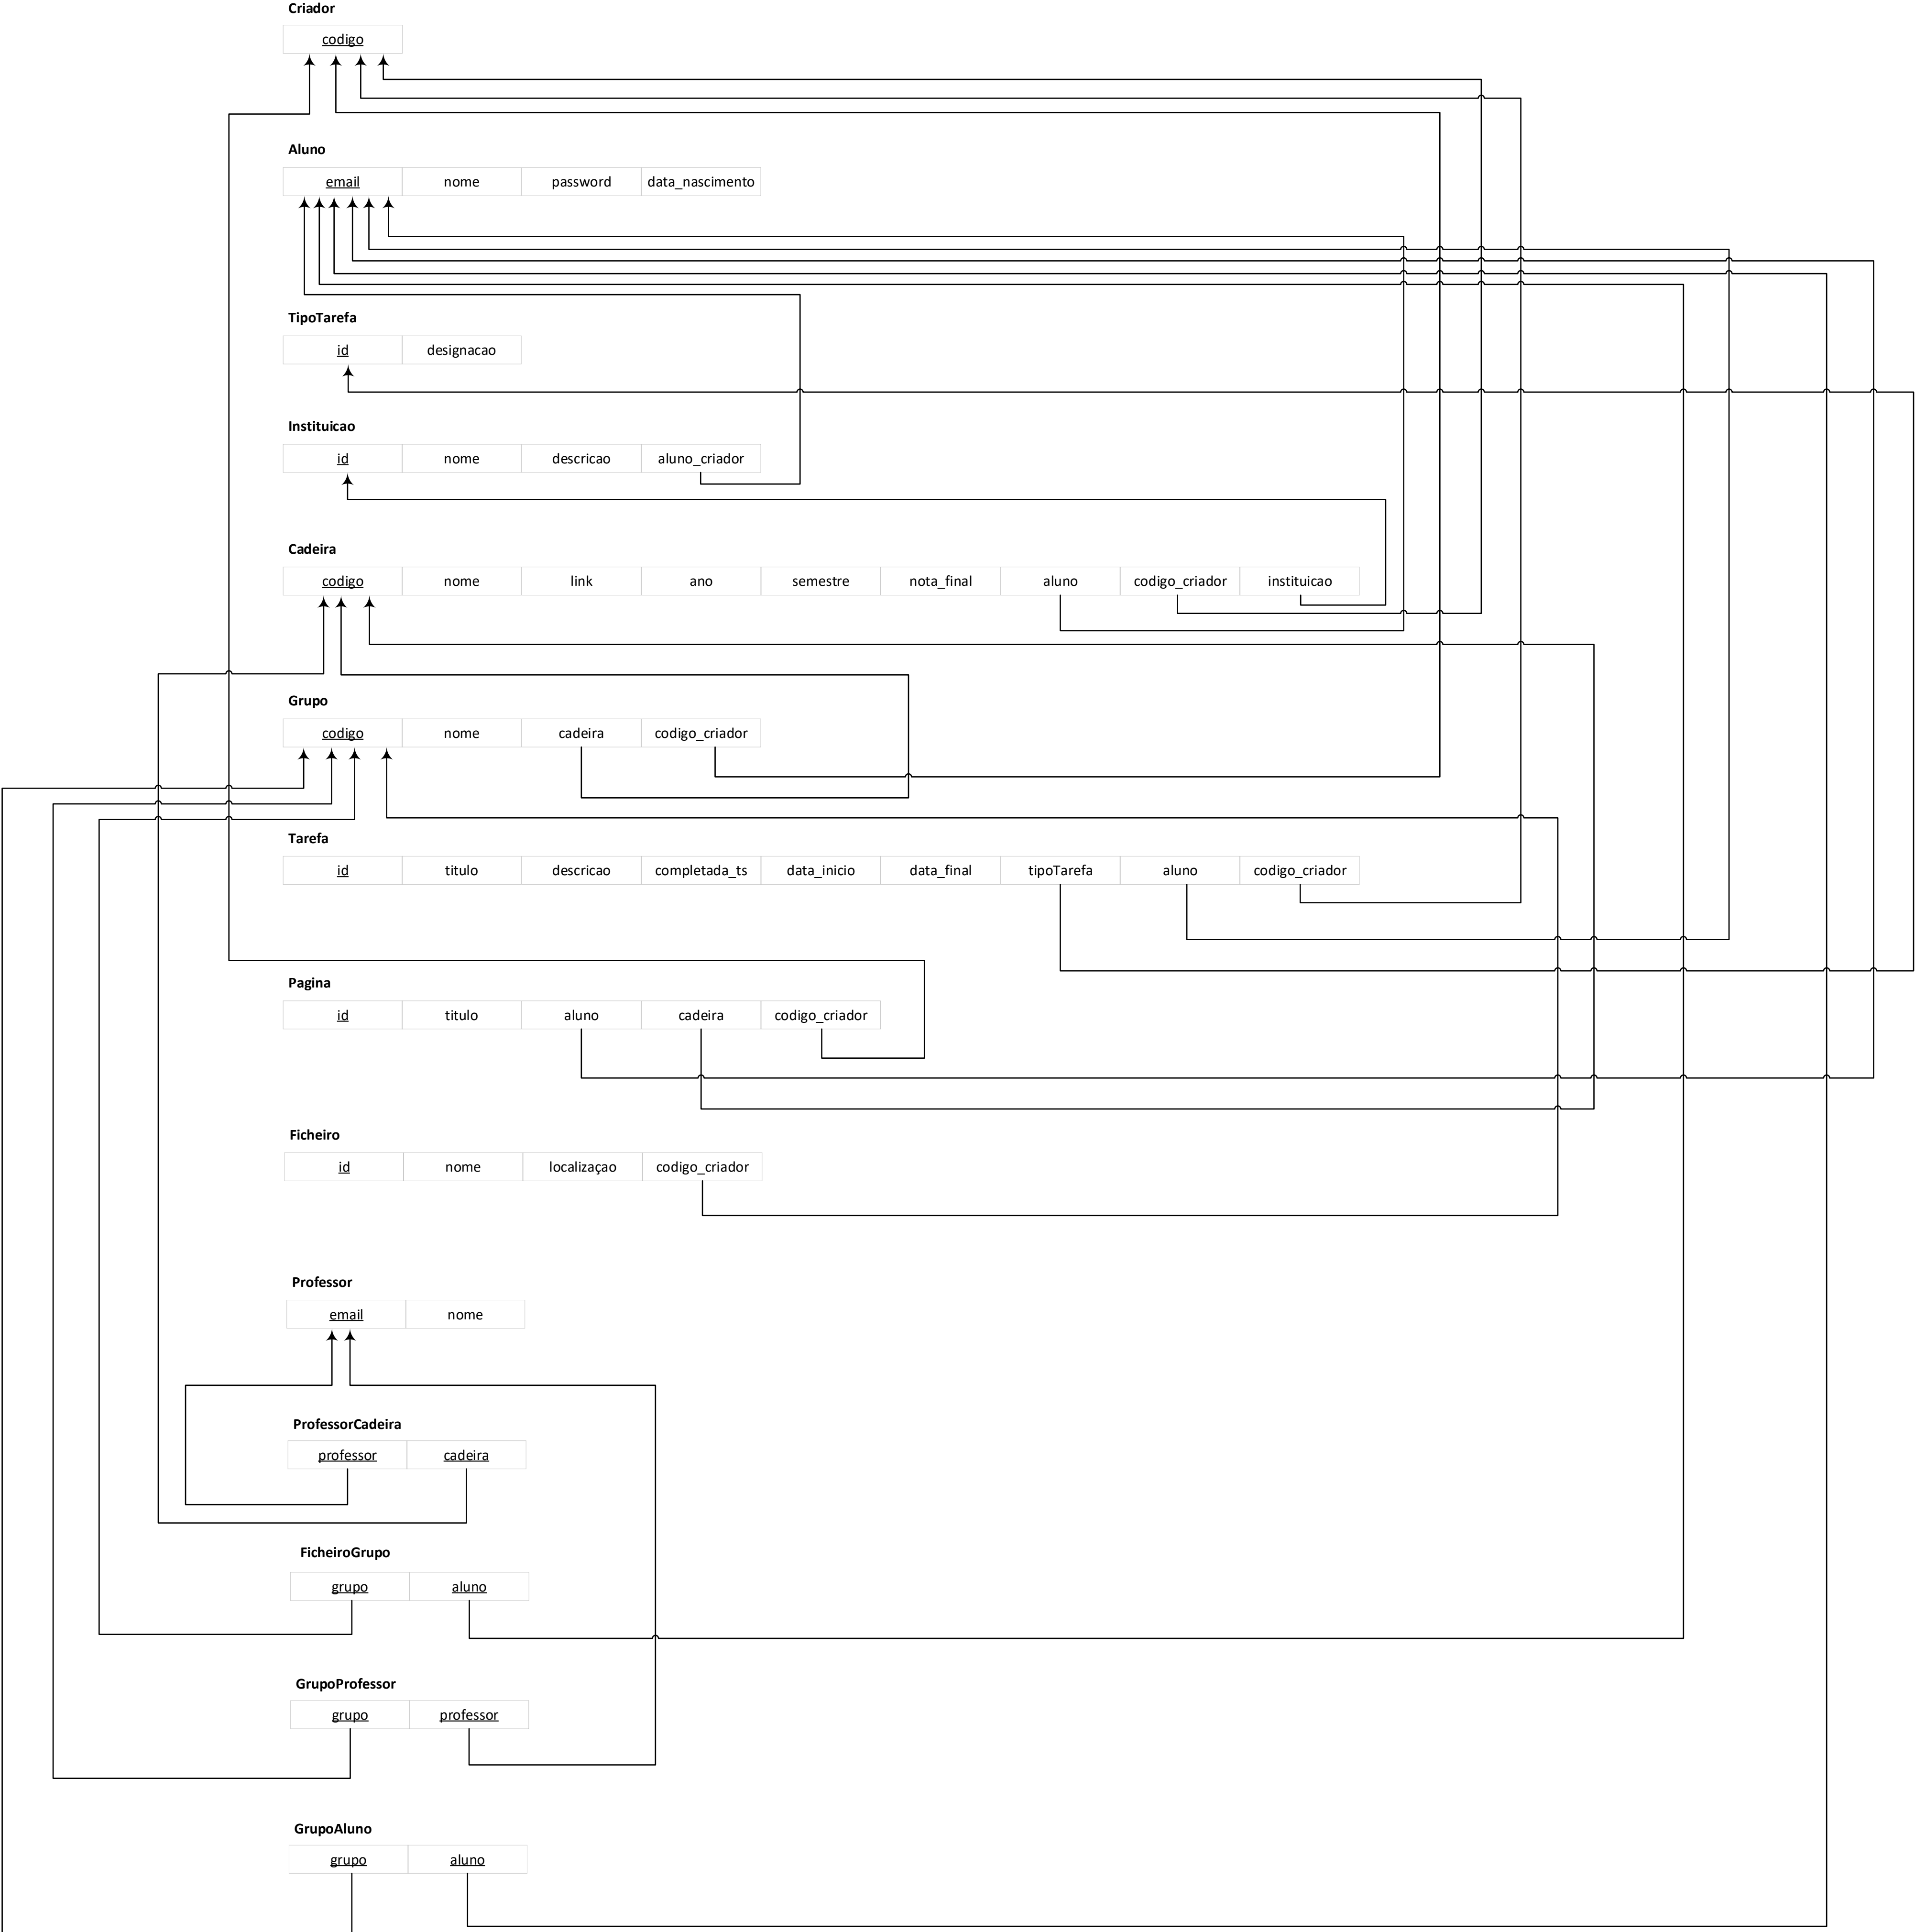 Criador
codigo
Aluno
email nome password data_nascimento
TipoTarefa
id designacao
Instituicao
id nome descricao aluno_criador
Cadeira
codigo nome link ano semestre nota_final aluno codigo_criador instituicao
Grupo
codigo nome cadeira codigo_criador
Tarefa
id titulo descricao completada_ts data_inicio data_final tipoTarefa aluno codigo_criador
Pagina
id titulo aluno cadeira codigo_criador
Ficheiro
id nome localizaçao codigo_criador
Professor
email nome
ProfessorCadeira
professor cadeira
FicheiroGrupo
grupo aluno
GrupoProfessor
grupo professor
GrupoAluno
grupo aluno